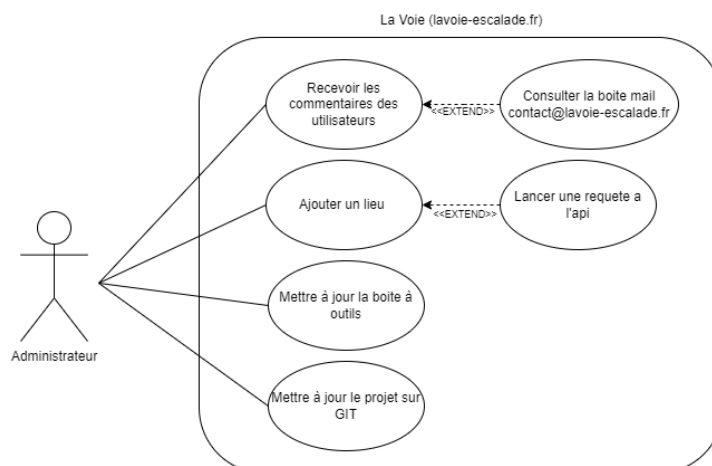 La Voie (lavoie-escalade.fr)
Recevoir les
commentaires des
utilisateurs
<<EXTEND>>
Consulter la boite mail
contact@lavoie-escalade.fr
Ajouter un lieu
<<EXTEND>>
Lancer une requete a
l'api
Mettre à jour la boite à
outils
Administrateur
Mettre à jour le projet sur
GIT